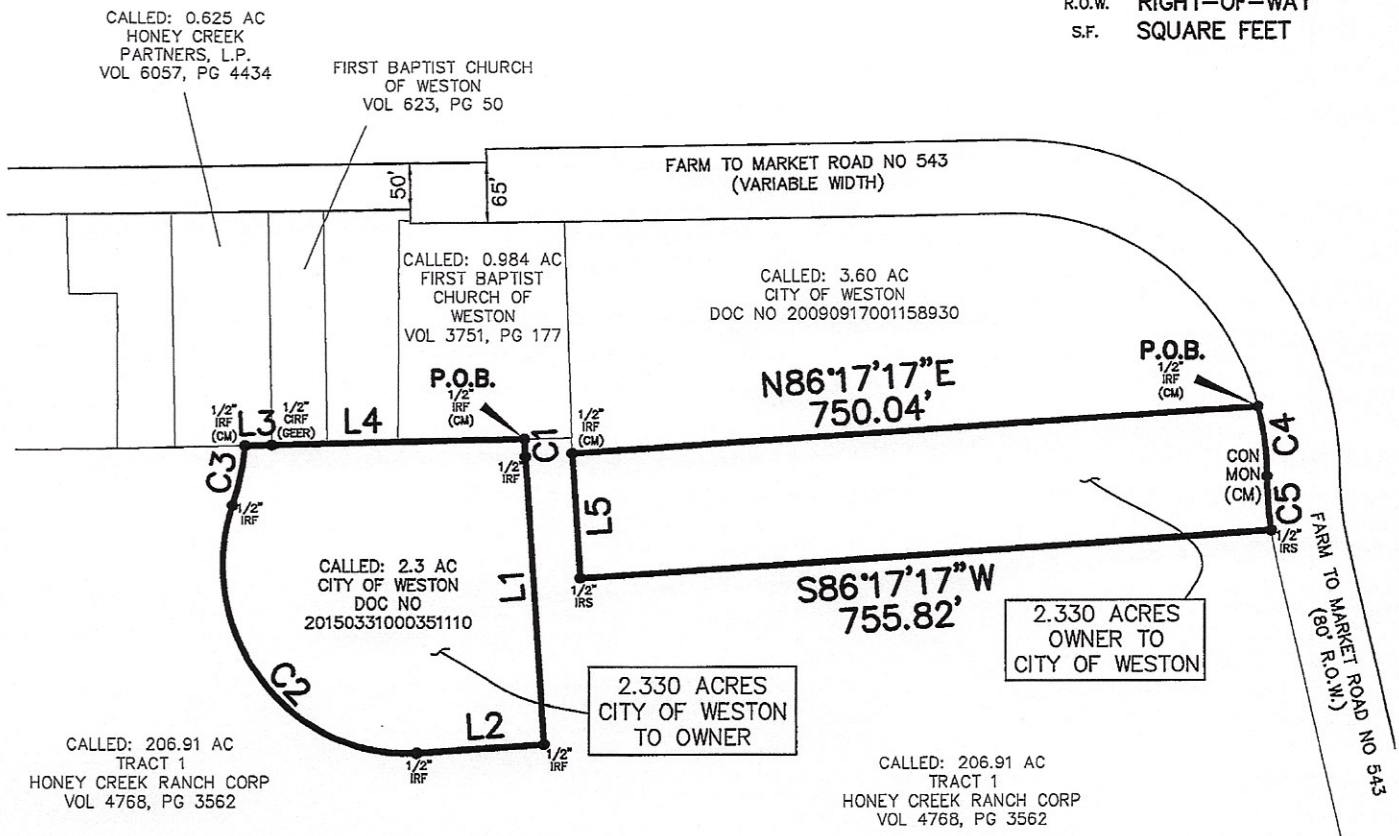 R.O.W. RIGHT-OF-WAY
S.F. SQUARE FEET
CALLED: 0.625 AC
HONEY CREEK
PARTNERS, L.P.
VOL 6057, PG 4434
FIRST BAPTIST CHURCH
OF WESTON
VOL 623, PG 50
50'
65'
FARM TO MARKET ROAD NO 543
(VARIABLE WIDTH)
CALLED: 0.984 AC
FIRST BAPTIST
CHURCH OF
WESTON
VOL 3751, PG 177
CALLED: 3.60 AC
CITY OF WESTON
DOC NO 20090917001158930
P.O.B.
1/2"
IRF
(CM)
N86°17'17"E
750.04'
P.O.B.
1/2"
IRF
(CM)
1/2"
IRF
(CM)
L3
1/2"
CIRF
(GEER)
L4
C1
1/2"
IRF
(CM)
C3
1/2"
IRF
1/2"
IRF
L5
C4
CON
MON
(CM)
C5
1/2"
IRS
CALLED: 2.3 AC
CITY OF WESTON
DOC NO
20150331000351110
L1
1/2"
IRS
S86°17'17"W
755.82'
2.330 ACRES
OWNER TO
CITY OF WESTON
FARM TO MARKET ROAD NO 543
(80' R.O.W.)
C2
L2
2.330 ACRES
CITY OF WESTON
TO OWNER
1/2"
IRF
1/2"
IRF
CALLED: 206.91 AC
TRACT 1
HONEY CREEK RANCH CORP
VOL 4768, PG 3562
CALLED: 206.91 AC
TRACT 1
HONEY CREEK RANCH CORP
VOL 4768, PG 3562